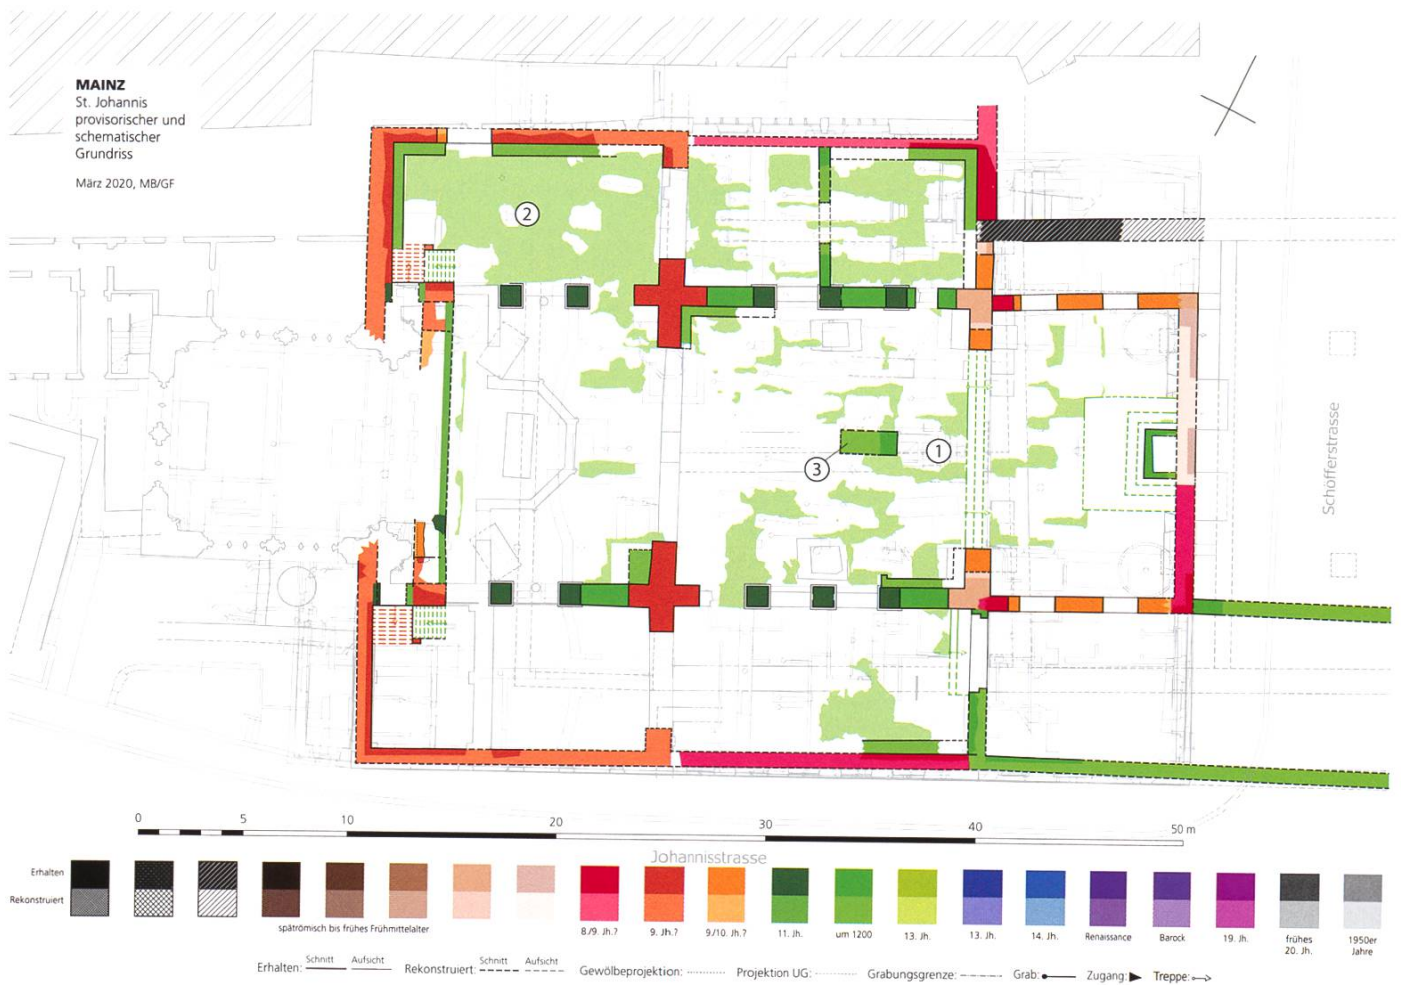 MAINZ
St. Johannis
provisorischer und
schematischer
Grundriss
März 2020, MB/GF
2
1
3
Schöfferstrasse
0 5 10 20 30 40 50 m
Johannisstrasse
Erhalten
Rekonstruiert
spätrömisch bis frühes Frühmittelalter
8./9. Jh.? 9. Jh.? 9/10. Jh.? 11. Jh. um 1200 13. Jh. 13. Jh. 14. Jh. Renaissance Barock 19. Jh. frühes 20. Jh. 1950er Jahre
Erhalten: Schnitt Aufsicht Rekonstruiert: Schnitt Aufsicht Gewölbeprojektion: Projektion UG: Grabungsgrenze: Grab: Zugang: Treppe: